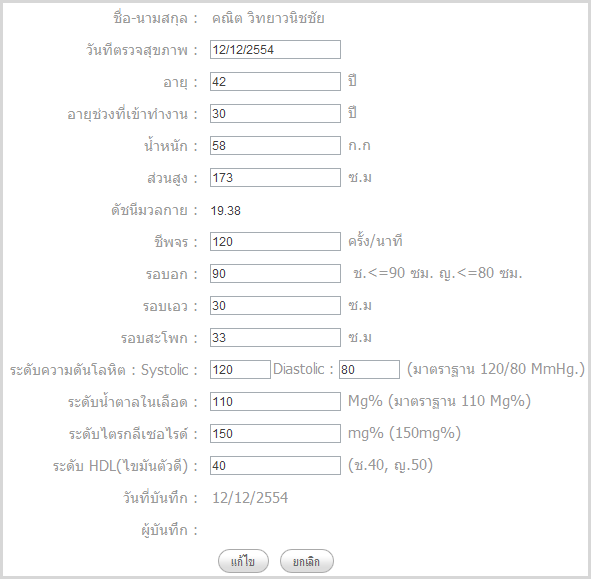 ชื่อ-นามสกุล : คณิต วิทยาวนิชชัย
วันที่ตรวจสุขภาพ : 12/12/2554
อายุ : 42 ปี
อายุช่วงที่เข้าทำงาน : 30 ปี
น้ำหนัก : 58 ก.ก
ส่วนสูง : 173 ซ.ม
ดัชนีมวลกาย : 19.38
ชีพจร : 120 ครั้ง/นาที
รอบอก : 90 ช.<=90 ซม. ญ.<=80 ซม.
รอบเอว : 30 ซ.ม
รอบสะโพก : 33 ซ.ม
ระดับความดันโลหิต : Systolic : 120 Diastolic : 80 (มาตราฐาน 120/80 MmHg.)
ระดับน้ำตาลในเลือด : 110 Mg% (มาตราฐาน 110 Mg%)
ระดับไตรกลีเซอไรด์ : 150 mg% (150mg%)
ระดับ HDL(ไขมันตัวดี) : 40 (ช.40, ญ.50)
วันที่บันทึก : 12/12/2554
ผู้บันทึก :
แก้ไข ยกเลิก